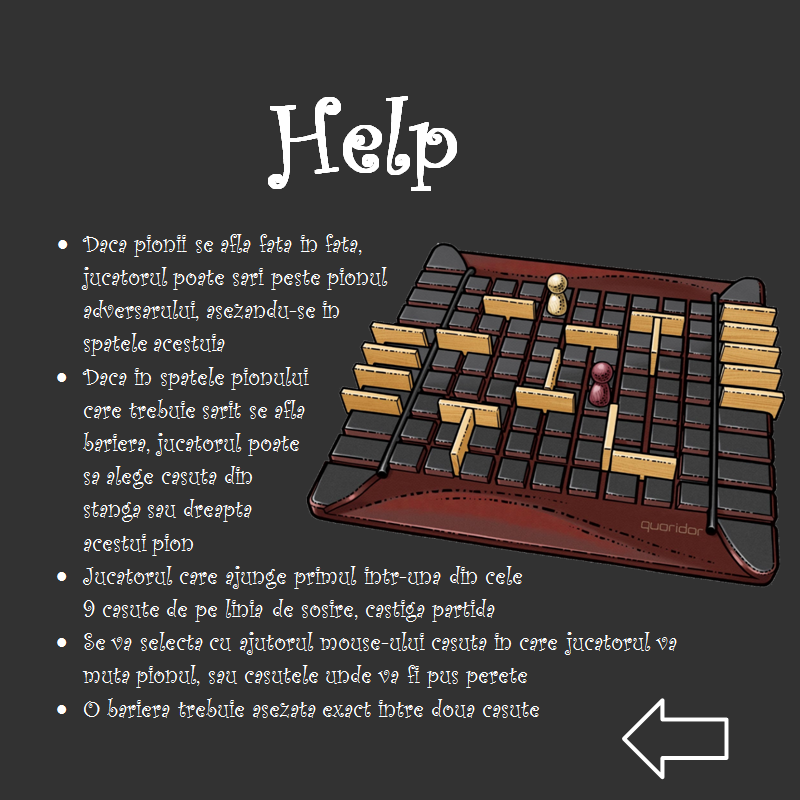 Help
• Daca pionii se afla fata in fata,
jucatorul poate sari peste pionul
adversarului, asezandu-se in
spatele acestuia
• Daca in spatele pionului
care trebuie sarit se afla
bariera, jucatorul poate
sa alege casuta din
stanga sau dreapta
acestui pion
• Jucatorul care ajunge primul intr-una din cele
9 casute de pe linia de sosire, castiga partida
• Se va selecta cu ajutorul mouse-ului casuta in care jucatorul va
muta pionul, sau casutele unde va fi pus perete
• O bariera trebuie asezata exact intre doua casute
quoridor